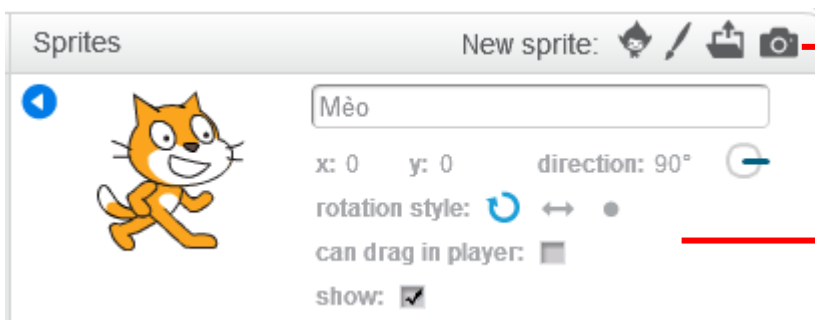 Sprites New sprite:
Mèo
x: 0 y: 0 direction: 90°
rotation style:
can drag in player:
show: